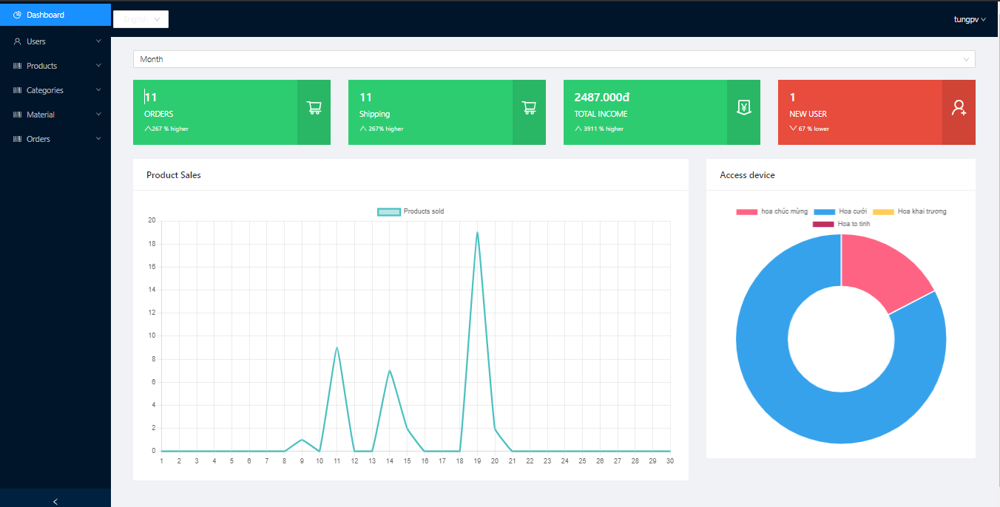 Dashboard
English
tungpv
Users
Products
Categories
Material
Orders
Month
11
ORDERS
267 % higher
11
Shipping
267% higher
2487.000đ
TOTAL INCOME
3911 % higher
1
NEW USER
67 % lower
Product Sales
Products sold
20
18
16
14
12
10
8
6
4
2
0
1 2 3 4 5 6 7 8 9 10 11 12 13 14 15 16 17 18 19 20 21 22 23 24 25 26 27 28 29 30
Access device
hoa chúc mừng Hoa cưới Hoa khai trương
Hoa to tinh